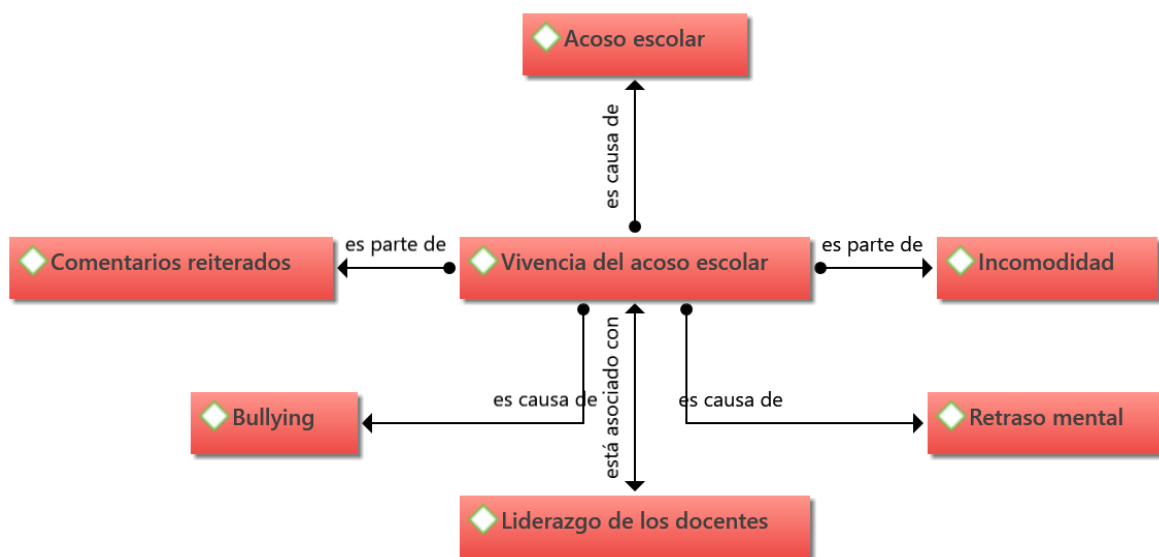 Acoso escolar
es causa de
Comentarios reiterados
es parte de
Vivencia del acoso escolar
es parte de
Incomodidad
Bullying
es causa de
está asociado con
es causa de
Retraso mental
Liderazgo de los docentes